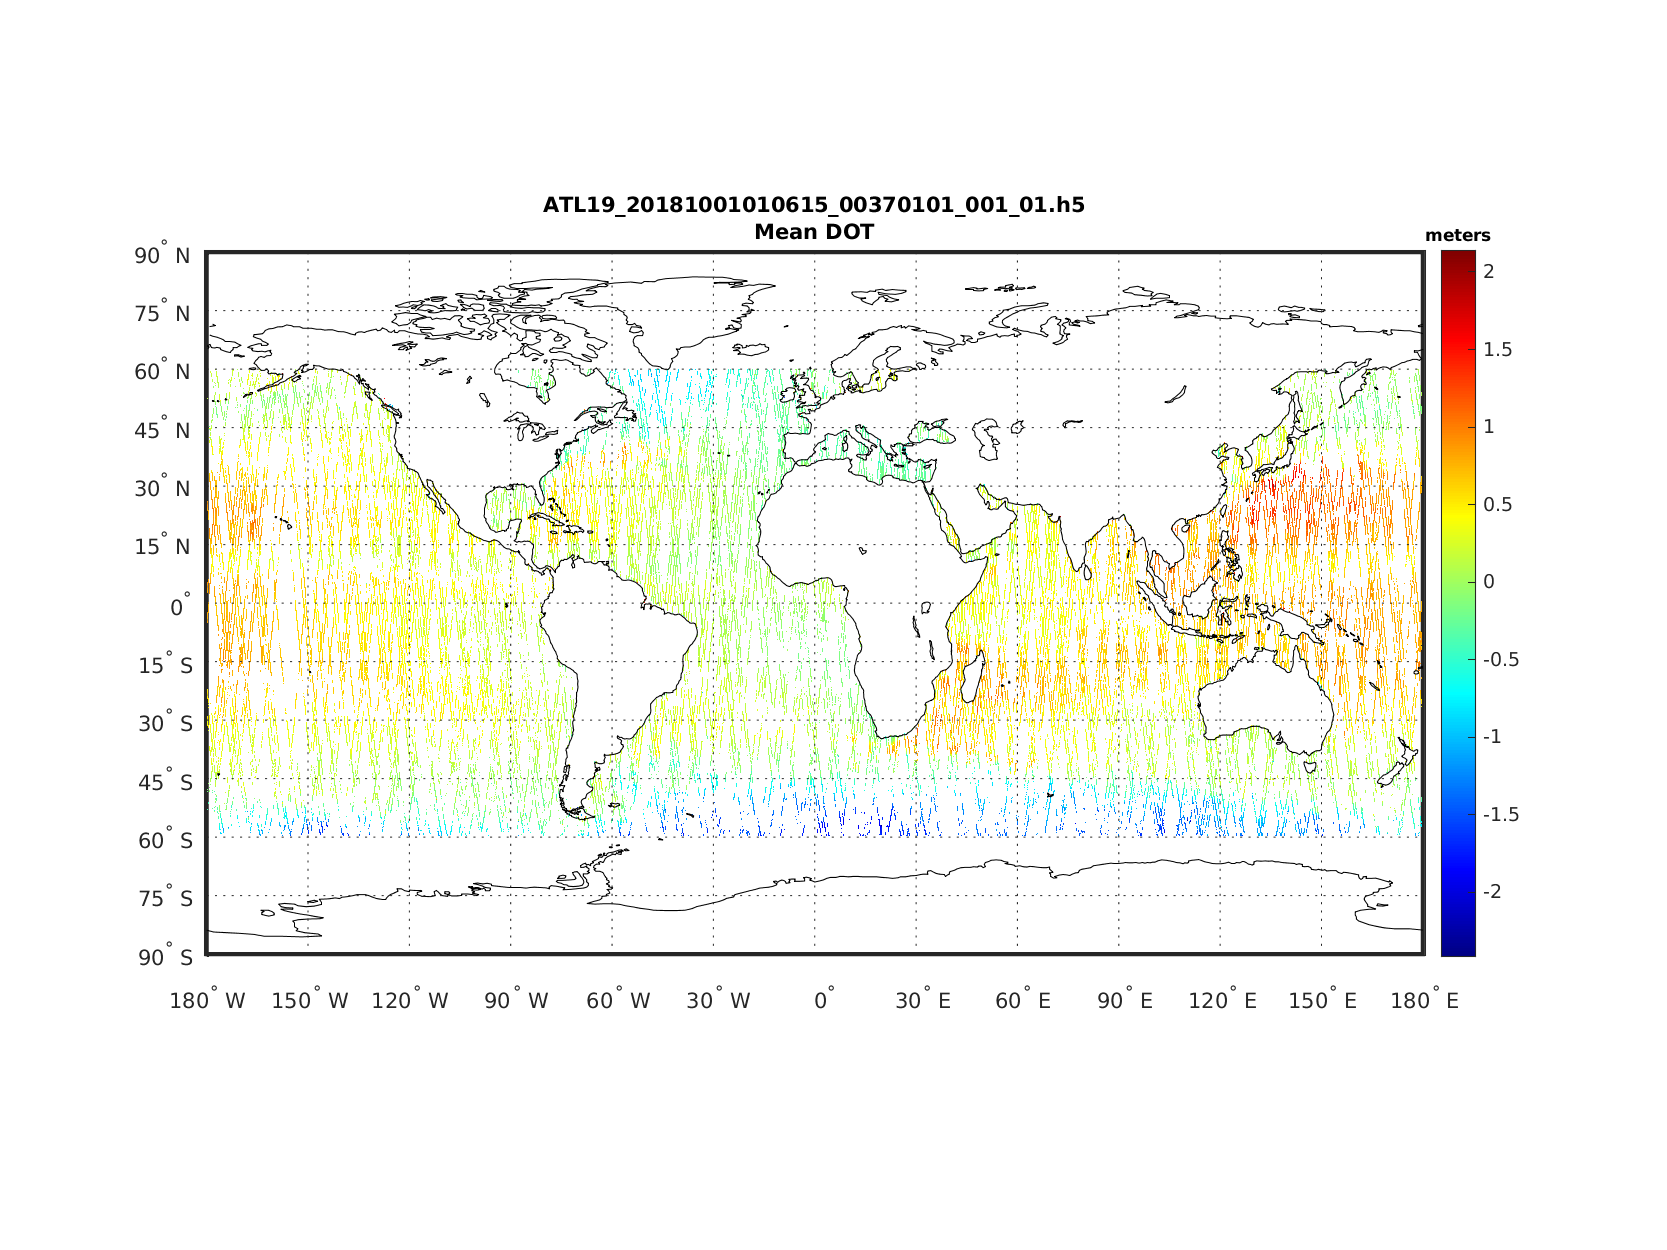 ATL19_20181001010615_00370101_001_01.h5
Mean DOT
meters
90° N
75° N
60° N
45° N
30° N
15° N
0°
15° S
30° S
45° S
60° S
75° S
90° S
180° W 150° W 120° W 90° W 60° W 30° W 0° 30° E 60° E 90° E 120° E 150° E 180° E
2
1.5
1
0.5
0
-0.5
-1
-1.5
-2